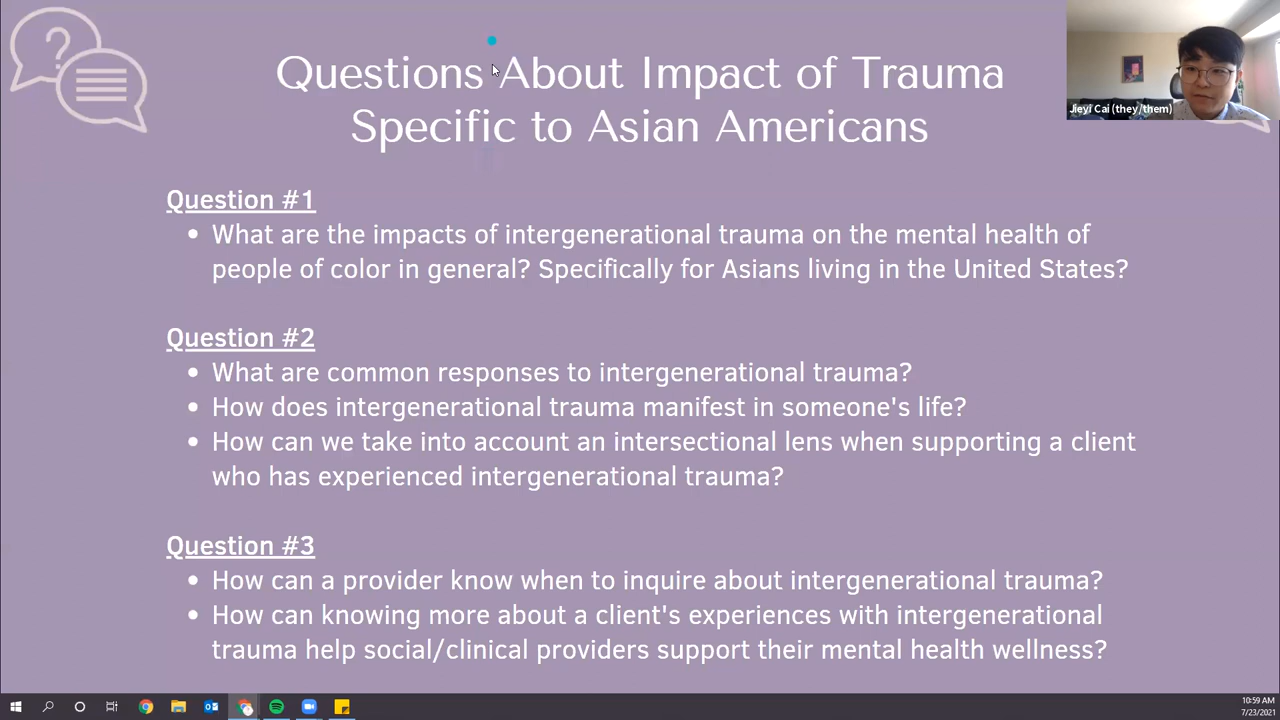 Questions About Impact of Trauma
Specific to Asian Americans
Jieyi Cai (they/them)
Question #1
• What are the impacts of intergenerational trauma on the mental health of
people of color in general? Specifically for Asians living in the United States?
Question #2
• What are common responses to intergenerational trauma?
• How does intergenerational trauma manifest in someone's life?
• How can we take into account an intersectional lens when supporting a client
who has experienced intergenerational trauma?
Question #3
• How can a provider know when to inquire about intergenerational trauma?
• How can knowing more about a client's experiences with intergenerational
trauma help social/clinical providers support their mental health wellness?
10:59 AM
7/23/2021